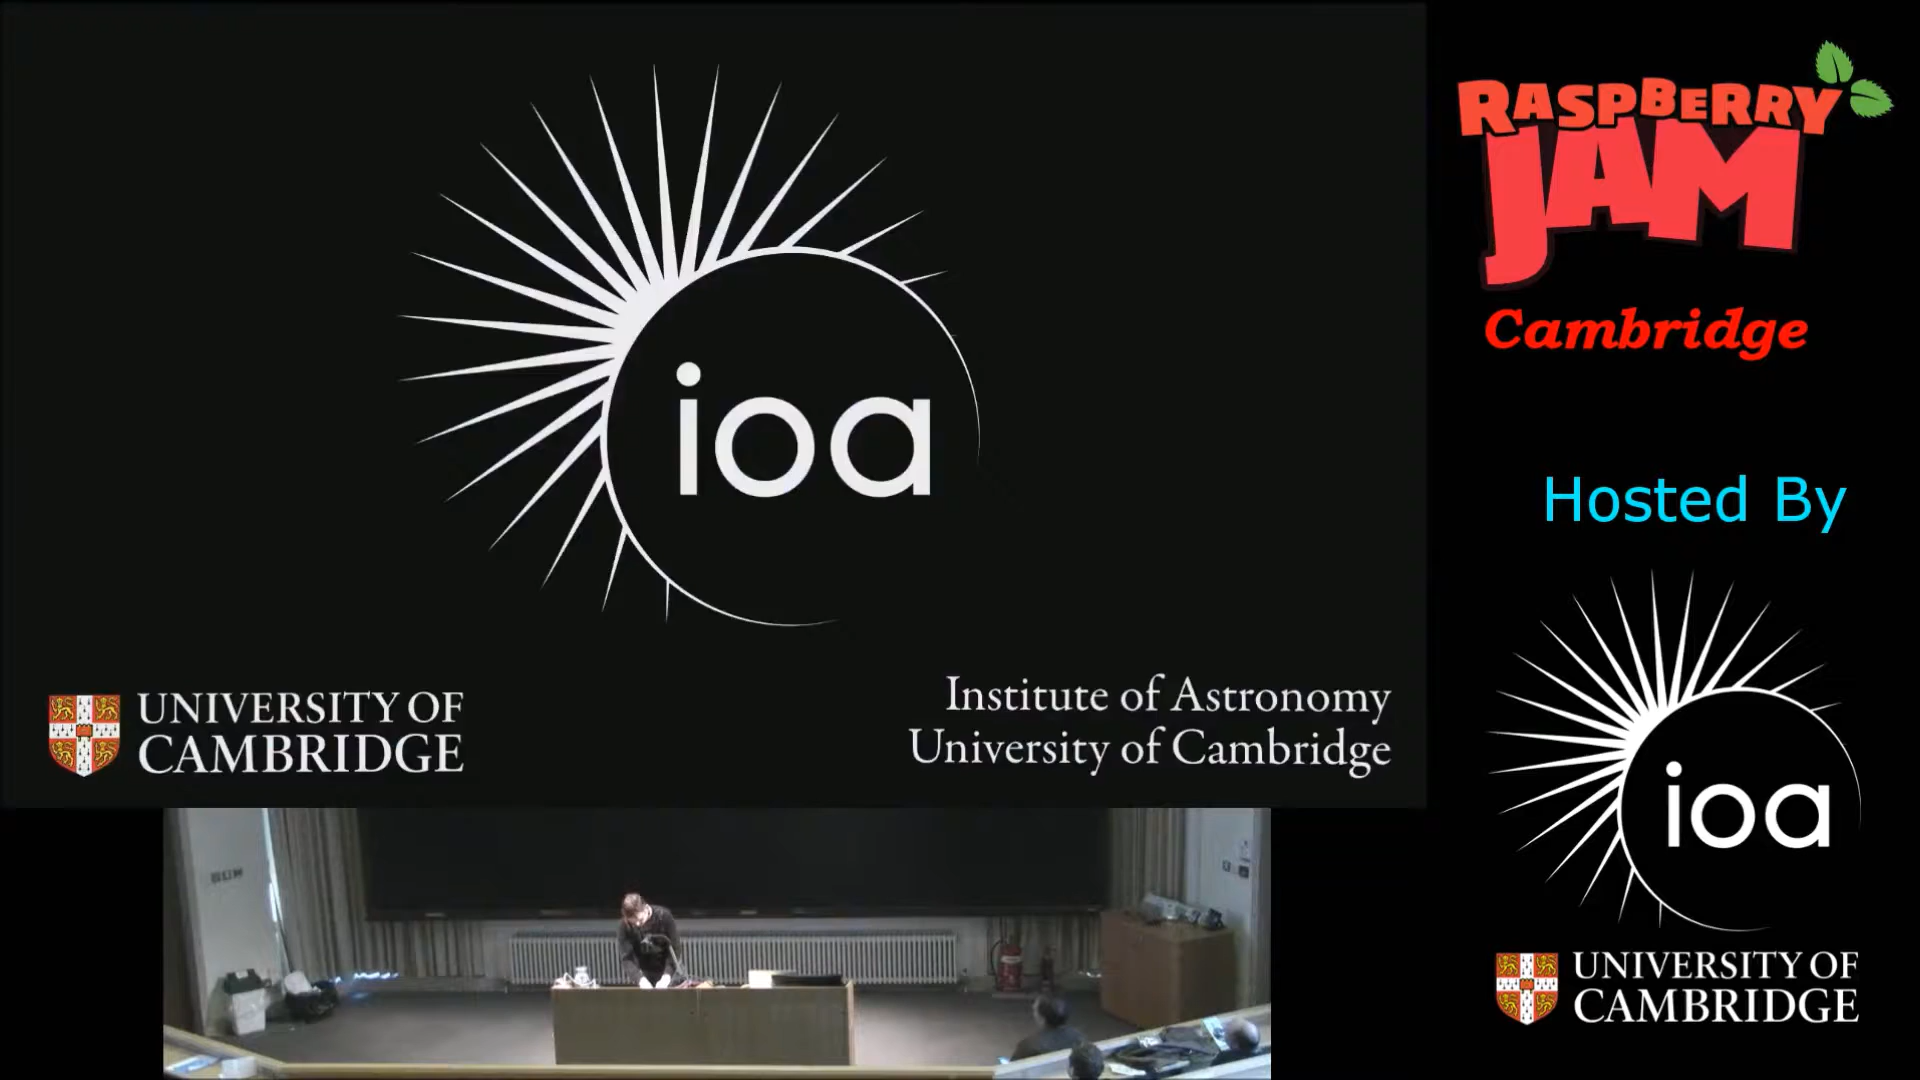 ioa
UNIVERSITY OF
CAMBRIDGE
Institute of Astronomy
University of Cambridge
RASPBERRY
JAM
Cambridge
Hosted By
ioa
UNIVERSITY OF
CAMBRIDGE